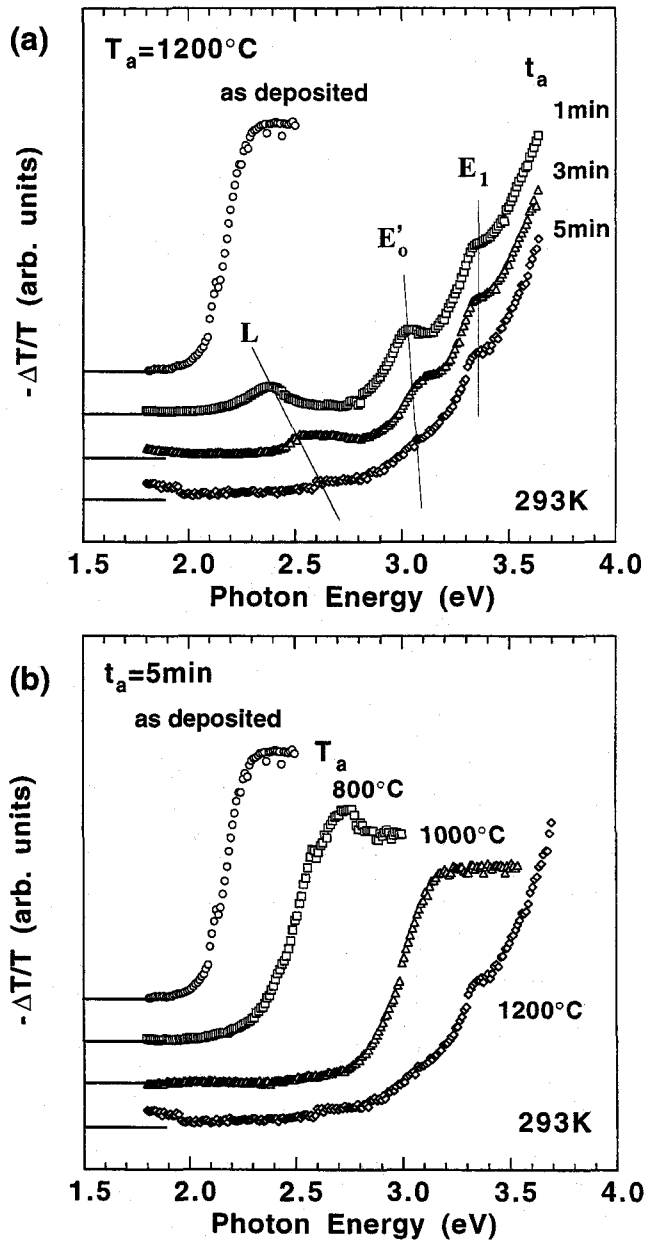 (a)
Tₐ=1200°C
as deposited
tₐ
1min
3min
5min
L
E'ₒ
E₁
293K
-ΔT/T (arb. units)
1.5 2.0 2.5 3.0 3.5 4.0
Photon Energy (eV)
(b)
tₐ=5min
as deposited
Tₐ
800°C
1000°C
1200°C
293K
-ΔT/T (arb. units)
1.5 2.0 2.5 3.0 3.5 4.0
Photon Energy (eV)